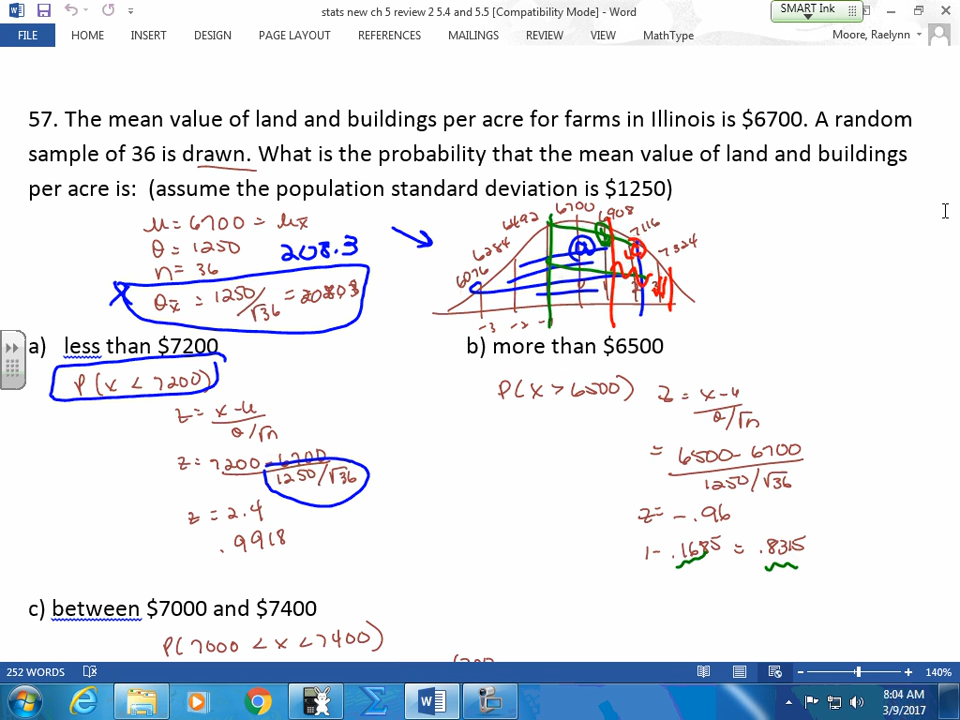 stats new ch 5 review 2 5.4 and 5.5 [Compatibility Mode] - Word
SMART Ink
FILE HOME INSERT DESIGN PAGE LAYOUT REFERENCES MAILINGS REVIEW VIEW MathType Moore, Raelynn
57. The mean value of land and buildings per acre for farms in Illinois is $6700. A random
sample of 36 is drawn. What is the probability that the mean value of land and buildings
per acre is: (assume the population standard deviation is $1250)
μ = 6700 = μx̄
θ = 1250
208.3
n = 36
θx̄ = 1250/√36 =
6076 6284 6492 6700 6908 7116 7324
-3 -2 -1
a) less than $7200
P(x < 7200)
z = x-μ
θ/√n
z = 7200 - 6700
1250/√36
z = 2.4
.9918
b) more than $6500
P(x > 6500)
z = x-μ
θ/√n
= 6500 - 6700
1250/√36
z = -.96
1 - .1685 = .8315
c) between $7000 and $7400
P(7000 < x < 7400)
252 WORDS
140%
8:04 AM
3/9/2017